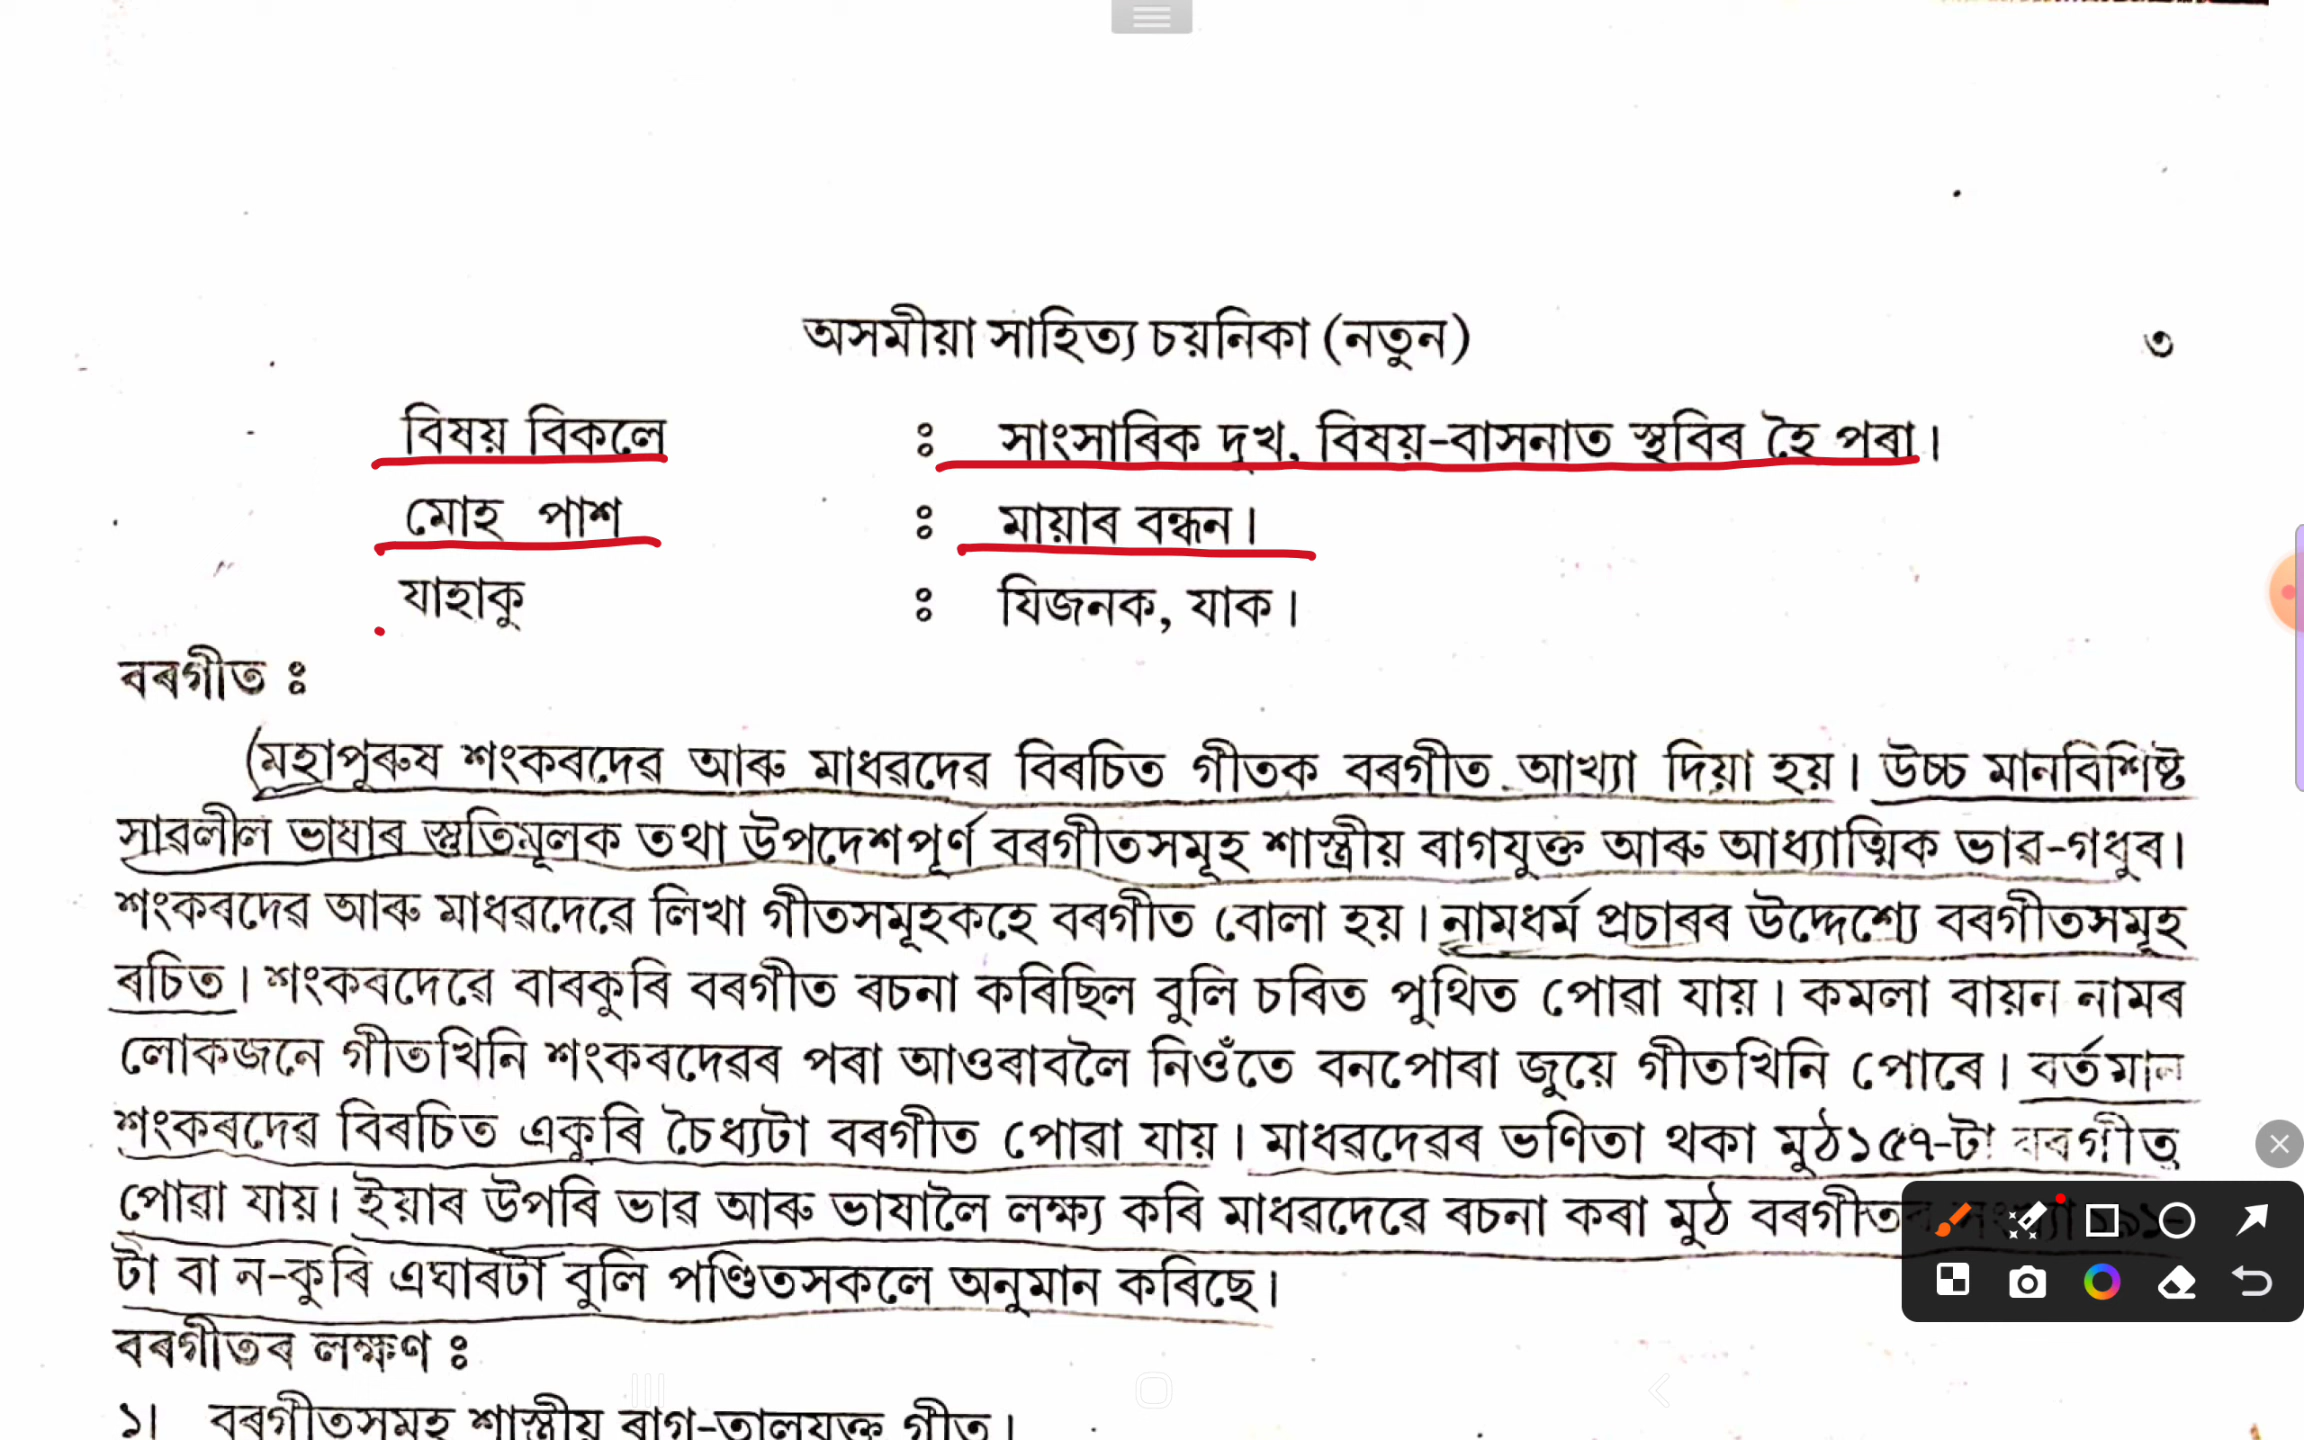 অসমীয়া সাহিত্য চয়নিকা (নতুন) ৩
বিষয় বিকলে : সাংসাৰিক দুখ, বিষয়-বাসনাত স্থবিৰ হৈ পৰা।
মোহ পাশ : মায়াৰ বন্ধন।
যাহাকু : যিজনক, যাক।
বৰগীত :
(মহাপুৰুষ শংকৰদেৱ আৰু মাধৱদেৱ বিৰচিত গীতক বৰগীত আখ্যা দিয়া হয়। উচ্চ মানবিশিষ্ট
সাৱলীল ভাষাৰ স্তুতিমূলক তথা উপদেশপূৰ্ণ বৰগীতসমূহ শাস্ত্ৰীয় ৰাগযুক্ত আৰু আধ্যাত্মিক ভাৱ-গধুৰ।
শংকৰদেৱ আৰু মাধৱদেৱে লিখা গীতসমূহকহে বৰগীত বোলা হয়। নামধৰ্ম প্ৰচাৰৰ উদ্দেশ্যে বৰগীতসমূহ
ৰচিত। শংকৰদেৱে বাৰকুৰি বৰগীত ৰচনা কৰিছিল বুলি চৰিত পুথিত পোৱা যায়। কমলা বায়ন নামৰ
লোকজনে গীতখিনি শংকৰদেৱৰ পৰা আওৰাবলৈ নিওঁতে বনপোৰা জুয়ে গীতখিনি পোৰে। বৰ্তমান
শংকৰদেৱ বিৰচিত একুৰি চৈধ্যটা বৰগীত পোৱা যায়। মাধৱদেৱৰ ভণিতা থকা মুঠ১৫৭-টা বৰগীত
পোৱা যায়। ইয়াৰ উপৰি ভাৱ আৰু ভাষালৈ লক্ষ্য কৰি মাধৱদেৱে ৰচনা কৰা মুঠ বৰগীতৰ সংখ্যা ১৯১-
টা বা ন-কুৰি এঘাৰটা বুলি পণ্ডিতসকলে অনুমান কৰিছে।
বৰগীতৰ লক্ষণ :
১। বৰগীতসমূহ শাস্ত্ৰীয় ৰাগ-তালযুক্ত গীত।